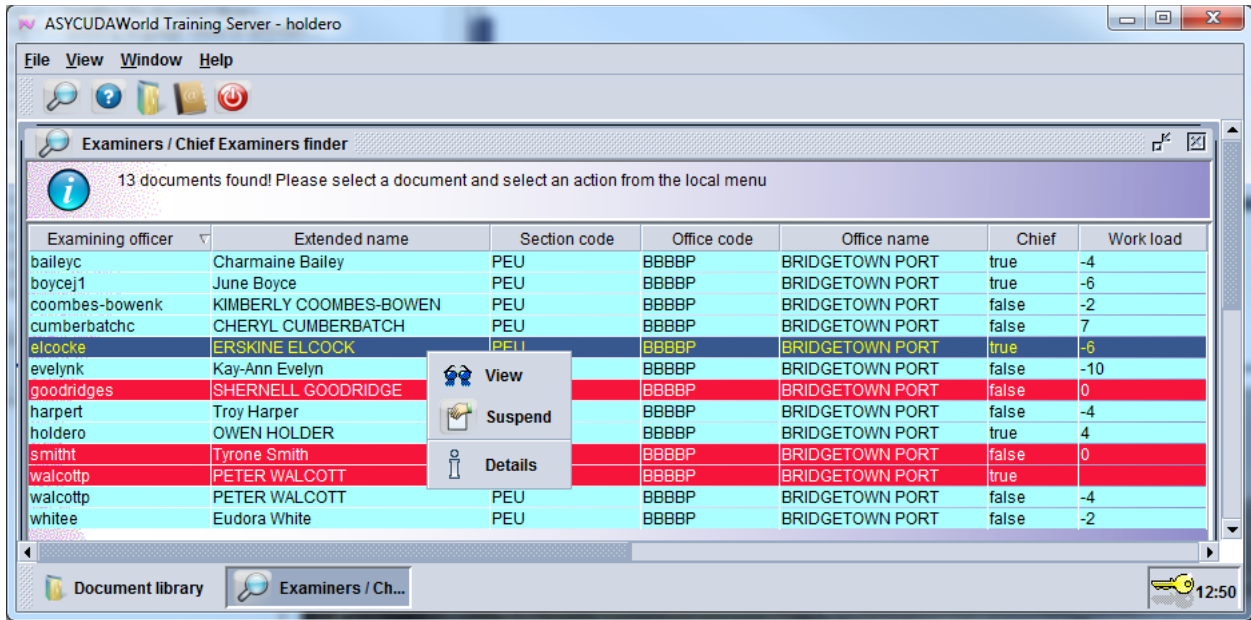 ASYCUDAWorld Training Server - holdero
File View Window Help
Examiners / Chief Examiners finder
13 documents found! Please select a document and select an action from the local menu
Examining officer Extended name Section code Office code Office name Chief Work load
baileyc Charmaine Bailey PEU BBBBP BRIDGETOWN PORT true -4
boycej1 June Boyce PEU BBBBP BRIDGETOWN PORT true -6
coombes-bowenk KIMBERLY COOMBES-BOWEN PEU BBBBP BRIDGETOWN PORT false -2
cumberbatchc CHERYL CUMBERBATCH PEU BBBBP BRIDGETOWN PORT false 7
elcocke ERSKINE ELCOCK PEU BBBBP BRIDGETOWN PORT true -6
evelynk Kay-Ann Evelyn View BBBBP BRIDGETOWN PORT false -10
goodridges SHERNELL GOODRIDGE BBBBP BRIDGETOWN PORT false 0
harpert Troy Harper Suspend BBBBP BRIDGETOWN PORT false -4
holdero OWEN HOLDER BBBBP BRIDGETOWN PORT true 4
smitht Tyrone Smith Details BBBBP BRIDGETOWN PORT false 0
walcottp PETER WALCOTT BBBBP BRIDGETOWN PORT true
walcottp PETER WALCOTT PEU BBBBP BRIDGETOWN PORT false -4
whitee Eudora White PEU BBBBP BRIDGETOWN PORT false -2
Document library Examiners / Ch... 12:50